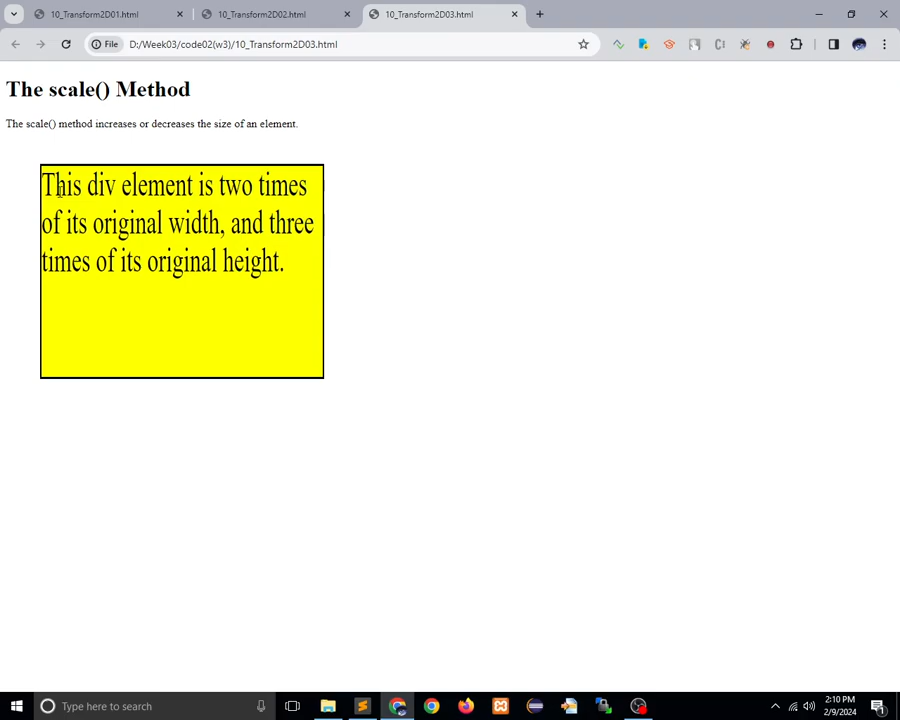 10_Transform2D01.html
10_Transform2D02.html
10_Transform2D03.html
File
D:/Week03/code02(w3)/10_Transform2D03.html
The scale() Method
The scale() method increases or decreases the size of an element.
This div element is two times
of its original width, and three
times of its original height.
Type here to search
2:10 PM
2/9/2024